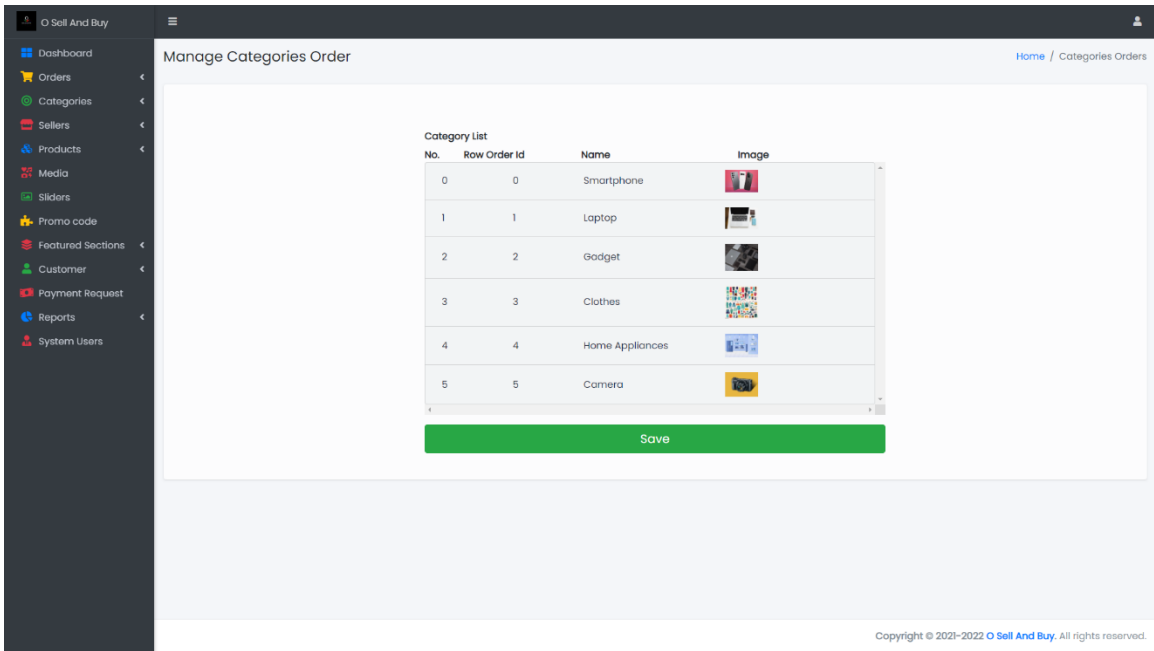 O Sell And Buy
Dashboard
Orders
Categories
Sellers
Products
Media
Sliders
Promo code
Featured Sections
Customer
Payment Request
Reports
System Users
Manage Categories Order
Home / Categories Orders
Category List
No. Row Order Id Name Image
0 0 Smartphone
1 1 Laptop
2 2 Gadget
3 3 Clothes
4 4 Home Appliances
5 5 Camera
Save
Copyright © 2021-2022 O Sell And Buy. All rights reserved.